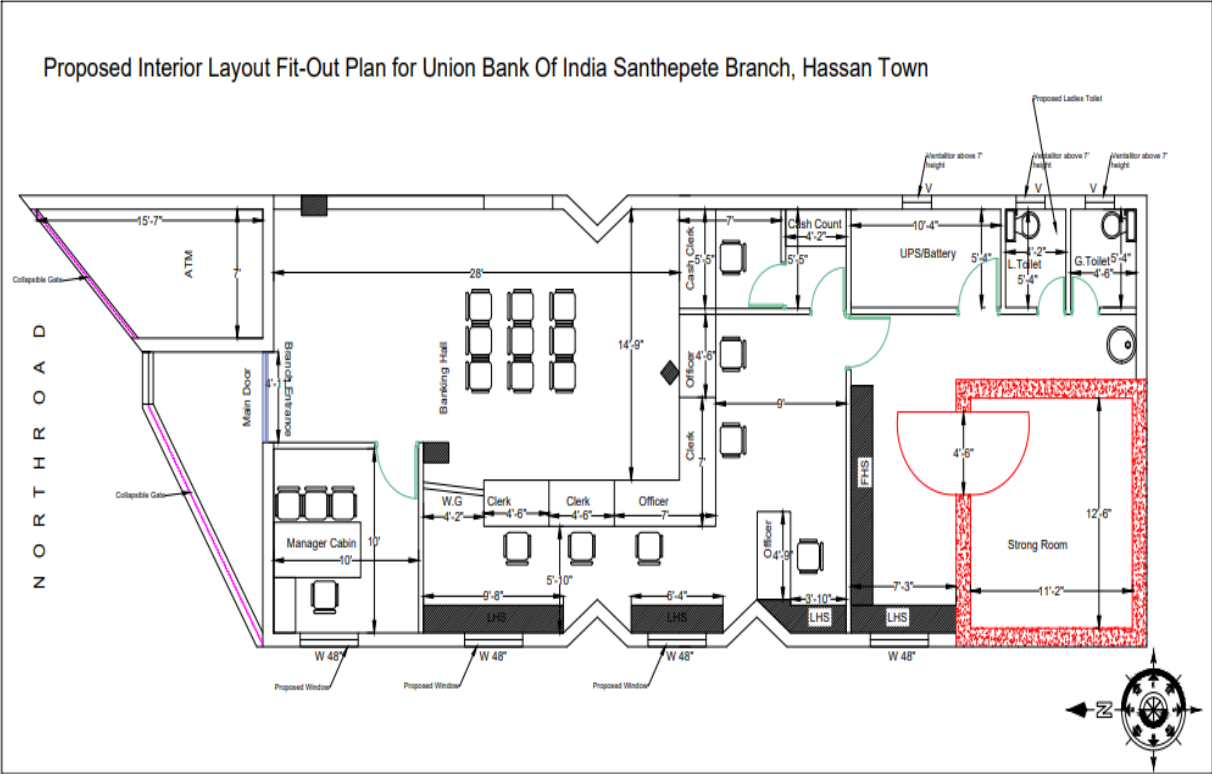 Proposed Interior Layout Fit-Out Plan for Union Bank Of India Santhepete Branch, Hassan Town
Proposed Ladies Toilet
Ventalitor above 7'
height
Ventalitor above 7'
height
Ventalitor above 7'
height
V
V
V
15'-7"
ATM
7'
Collapsible Gate
28'
7'
Cash Clerk
5'-5"
Cash Count
4'-2"
5'-5"
10'-4"
UPS/Battery
5'-4"
4'-2"
L.Toilet
5'-4"
G.Toilet
5'-4"
4'-6"
NORTHROAD
Main Door
4'-11"
Branch Entrance
Banking Hall
14'-9"
Officer
4'-6"
9'
Clerk
7'
Collapsible Gate
Manager Cabin
10'
10'
W.G
4'-2"
Clerk
4'-6"
Clerk
4'-6"
Officer
7'
5'-10"
9'-8"
LHS
6'-4"
LHS
Officer
4'-9"
3'-10"
LHS
FHS
7'-3"
LHS
4'-6"
Strong Room
12'-6"
11'-2"
W 48"
W 48"
W 48"
W 48"
Proposed Window
Proposed Window
Proposed Window
N